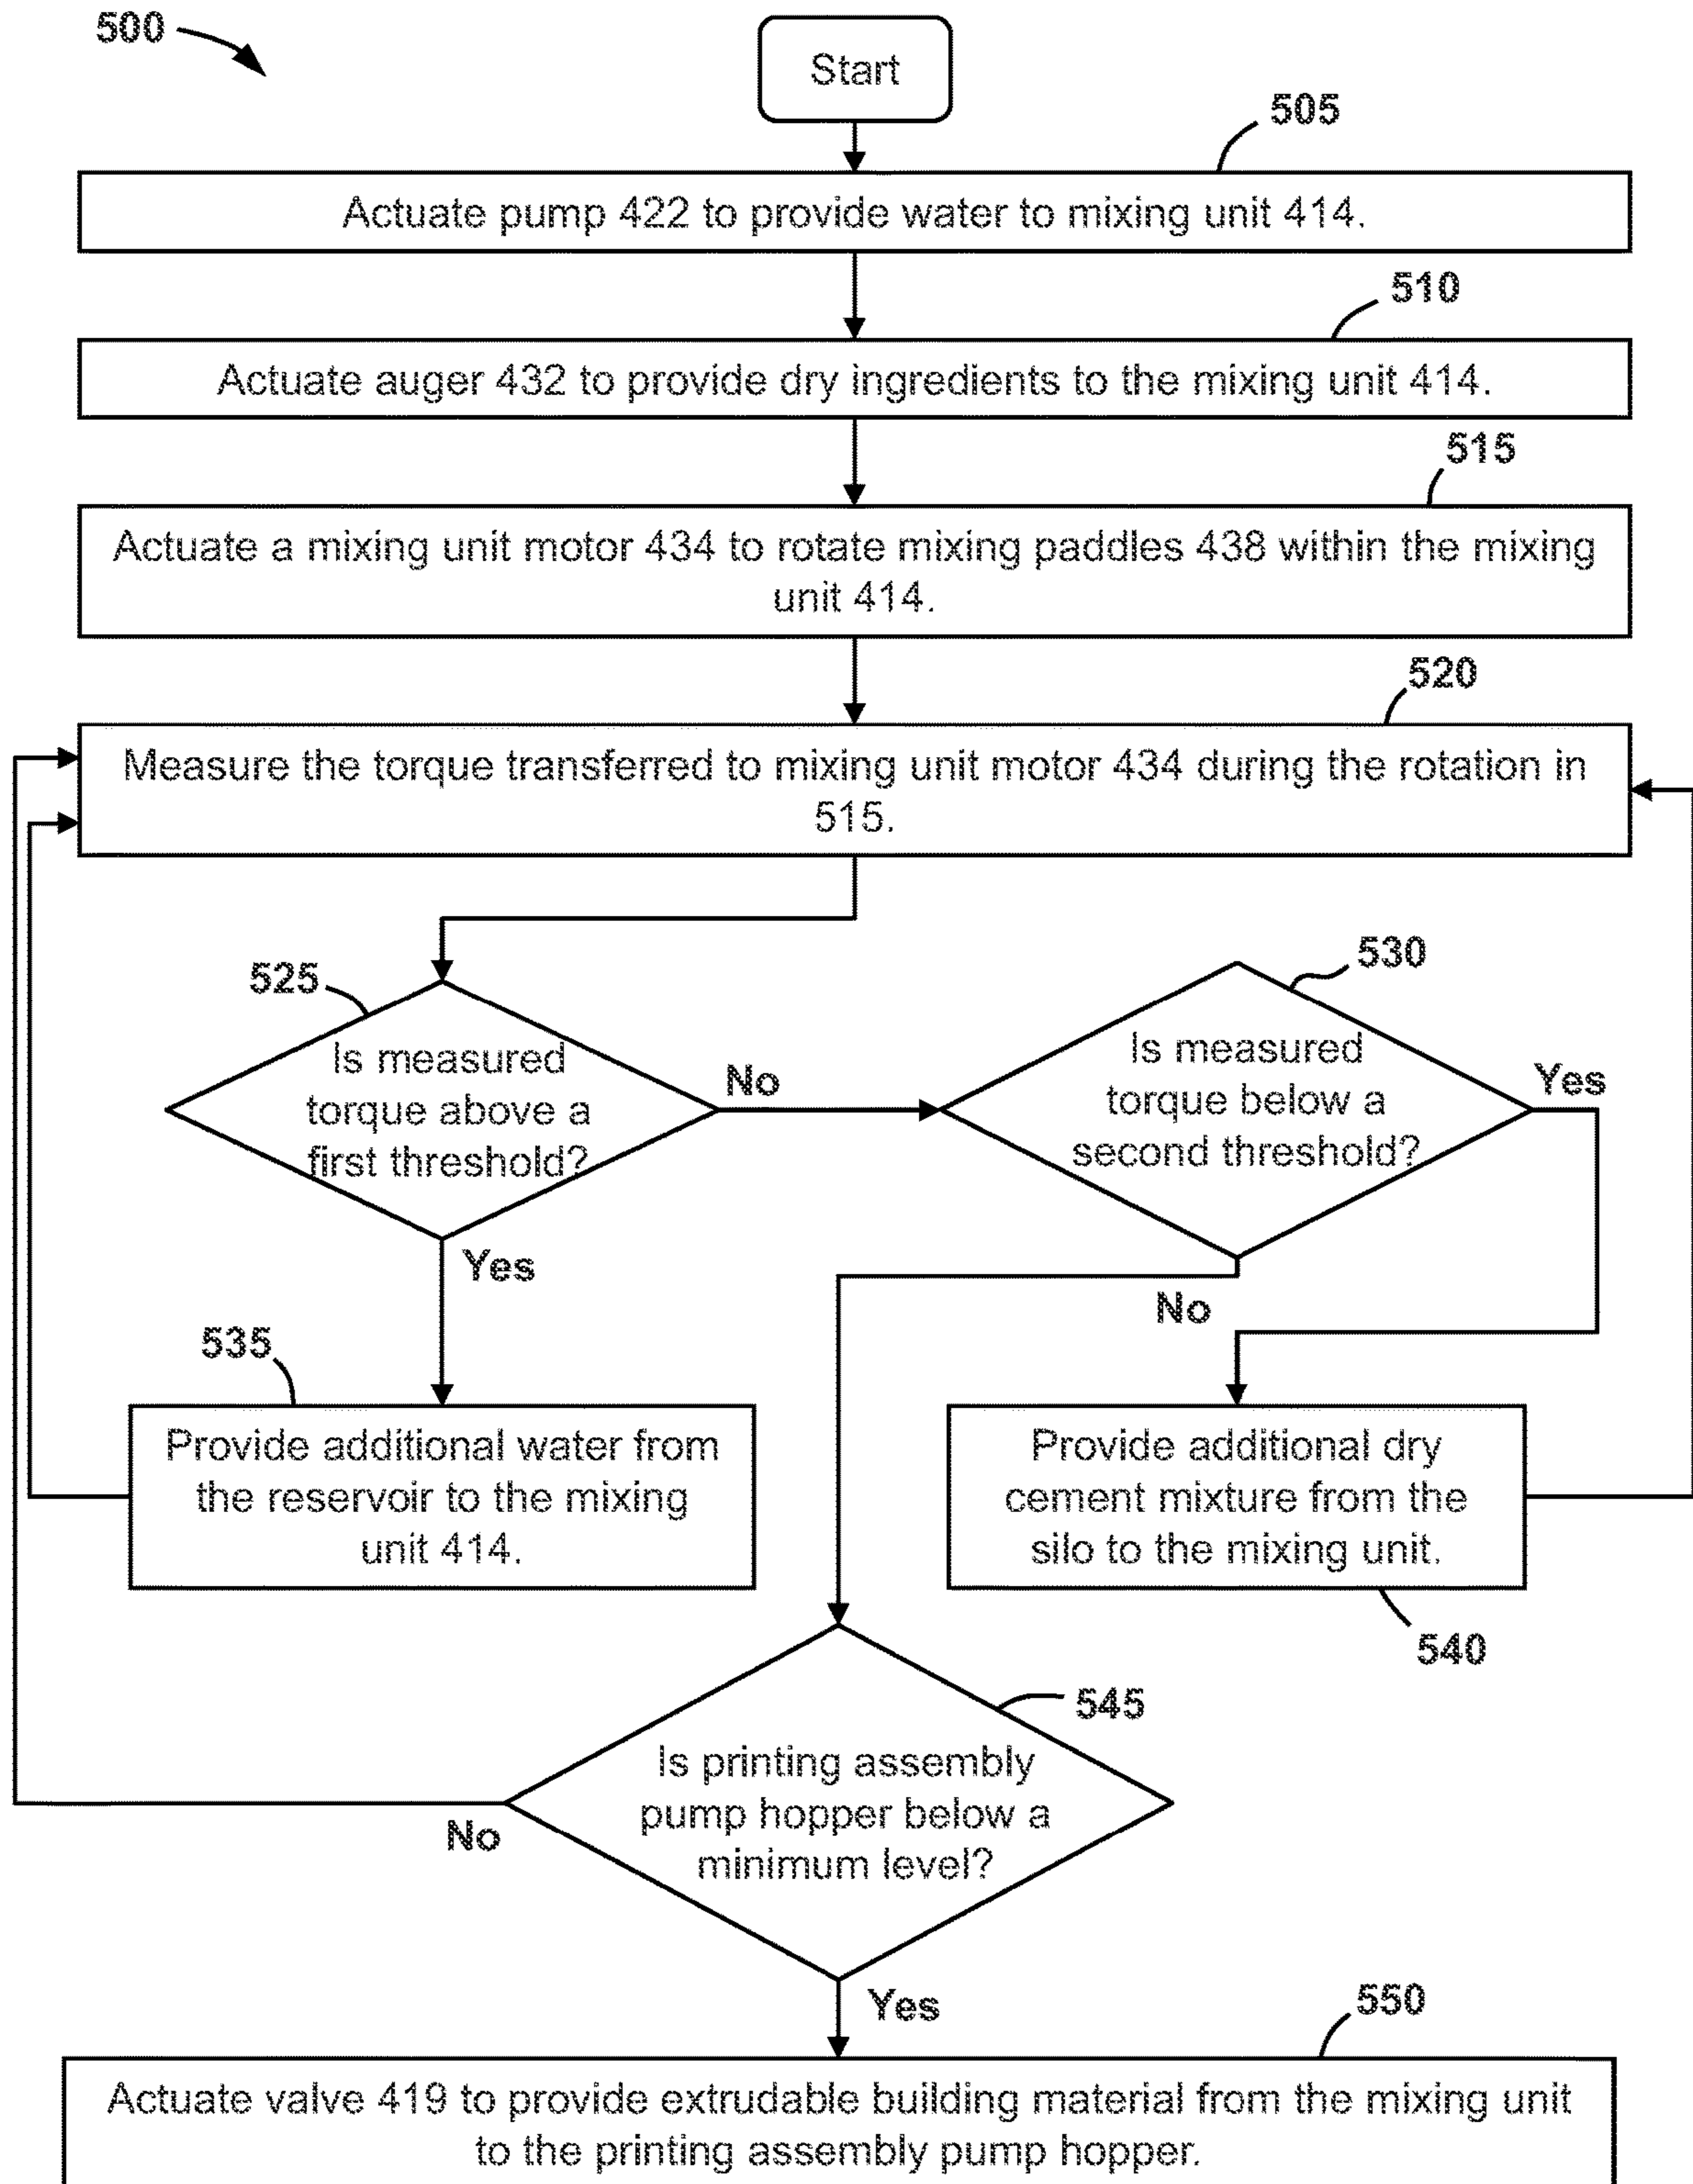 500
Start
505
Actuate pump 422 to provide water to mixing unit 414.
510
Actuate auger 432 to provide dry ingredients to the mixing unit 414.
515
Actuate a mixing unit motor 434 to rotate mixing paddles 438 within the mixing
unit 414.
520
Measure the torque transferred to mixing unit motor 434 during the rotation in
515.
525
Is measured
torque above a
first threshold?
No
Yes
530
Is measured
torque below a
second threshold?
Yes
No
535
Provide additional water from
the reservoir to the mixing
unit 414.
Provide additional dry
cement mixture from the
silo to the mixing unit.
540
545
Is printing assembly
pump hopper below a
minimum level?
No
Yes
550
Actuate valve 419 to provide extrudable building material from the mixing unit
to the printing assembly pump hopper.